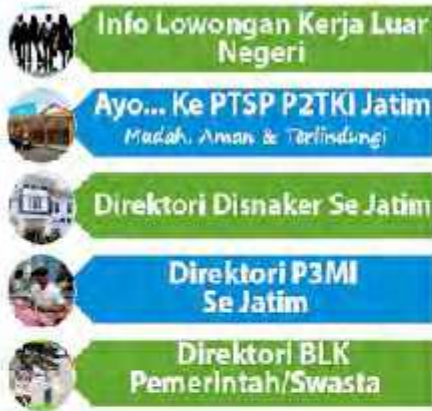 Info Lowongan Kerja Luar
Negeri
Ayo... Ke PTSP P2TKI Jatim
Mudah, Aman & Terlindungi
Direktori Disnaker Se Jatim
Direktori P3MI
Se Jatim
Direktori BLK
Pemerintah/Swasta